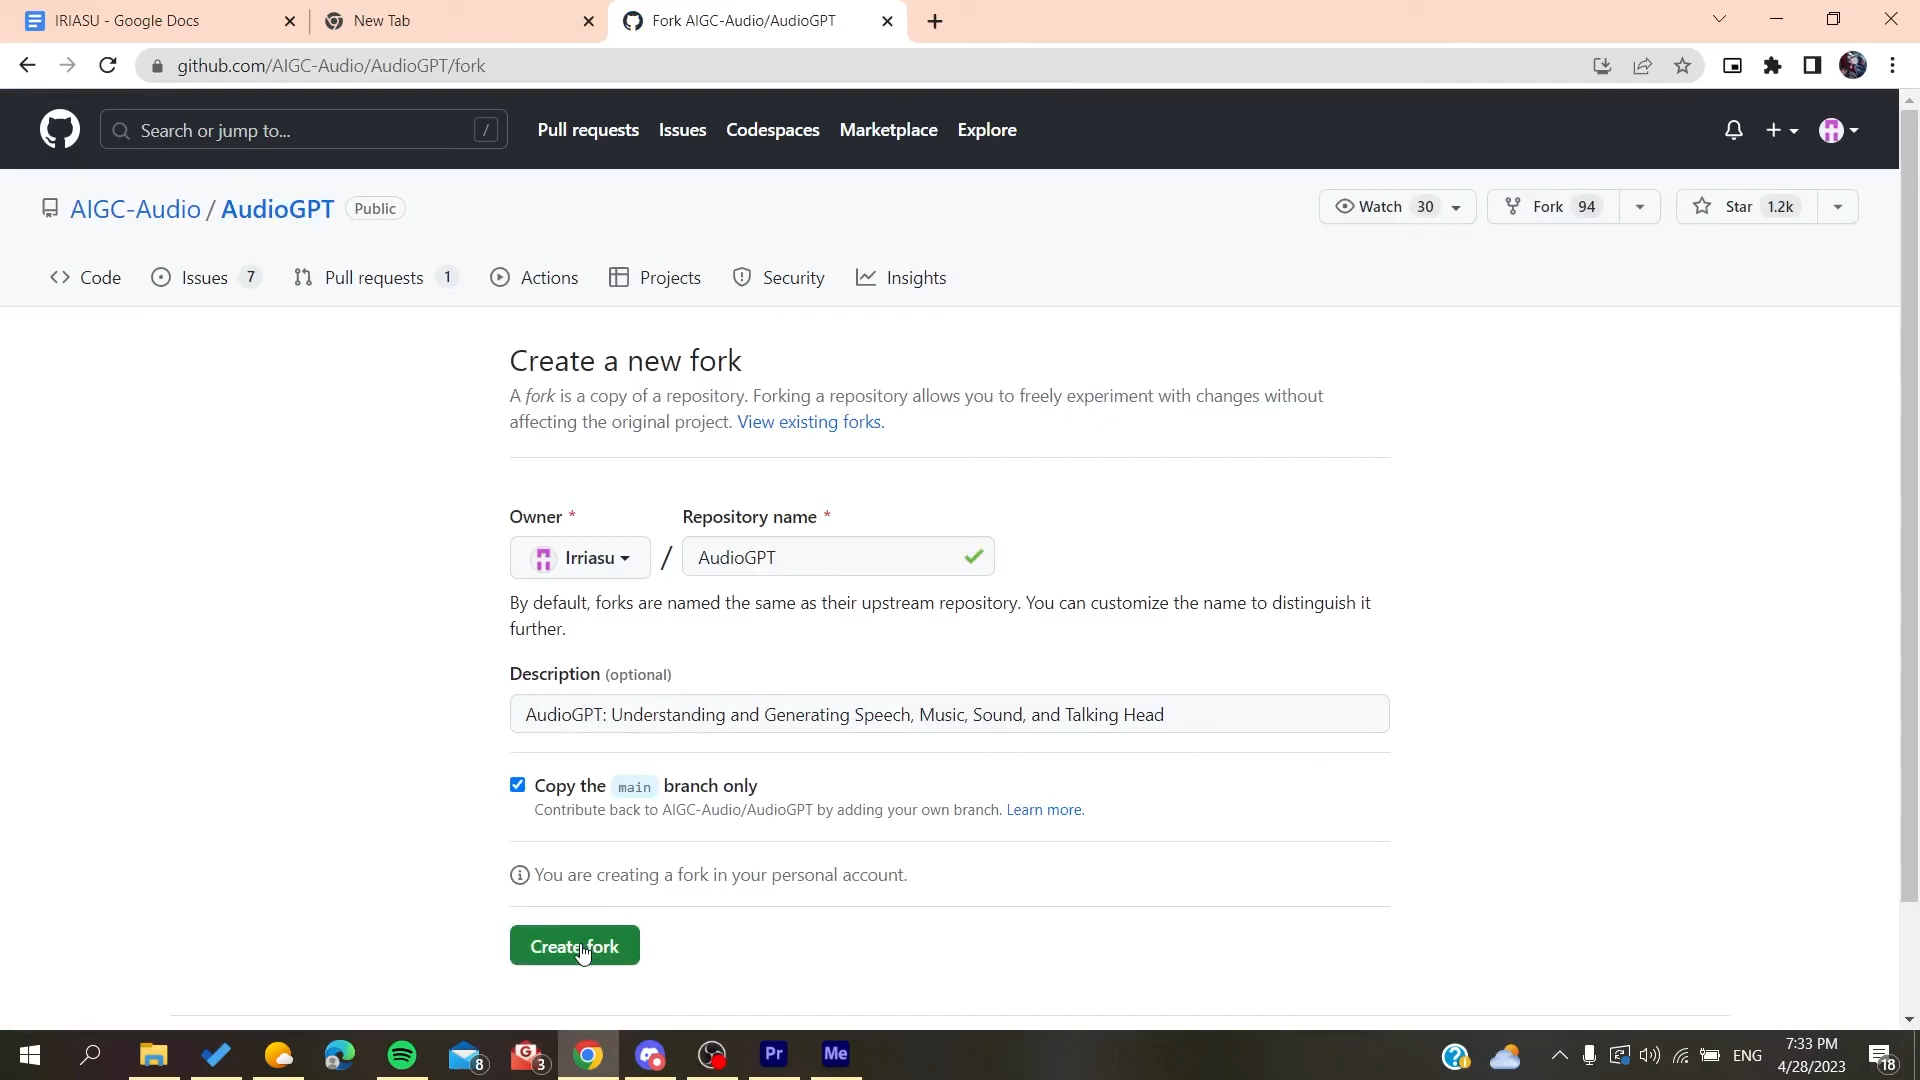 IRIASU - Google Docs
New Tab
Fork AIGC-Audio/AudioGPT
github.com/AIGC-Audio/AudioGPT/fork
Search or jump to...
/
Pull requests
Issues
Codespaces
Marketplace
Explore
AIGC-Audio / AudioGPT
Public
Watch 30
Fork 94
Star 1.2k
Code
Issues 7
Pull requests 1
Actions
Projects
Security
Insights
Create a new fork
A fork is a copy of a repository. Forking a repository allows you to freely experiment with changes without
affecting the original project. View existing forks.
Owner *
Repository name *
Irriasu
/
AudioGPT
By default, forks are named the same as their upstream repository. You can customize the name to distinguish it
further.
Description (optional)
AudioGPT: Understanding and Generating Speech, Music, Sound, and Talking Head
Copy the main branch only
Contribute back to AIGC-Audio/AudioGPT by adding your own branch. Learn more.
You are creating a fork in your personal account.
Create fork
8
G
3
Pr
Me
ENG
7:33 PM
4/28/2023
18